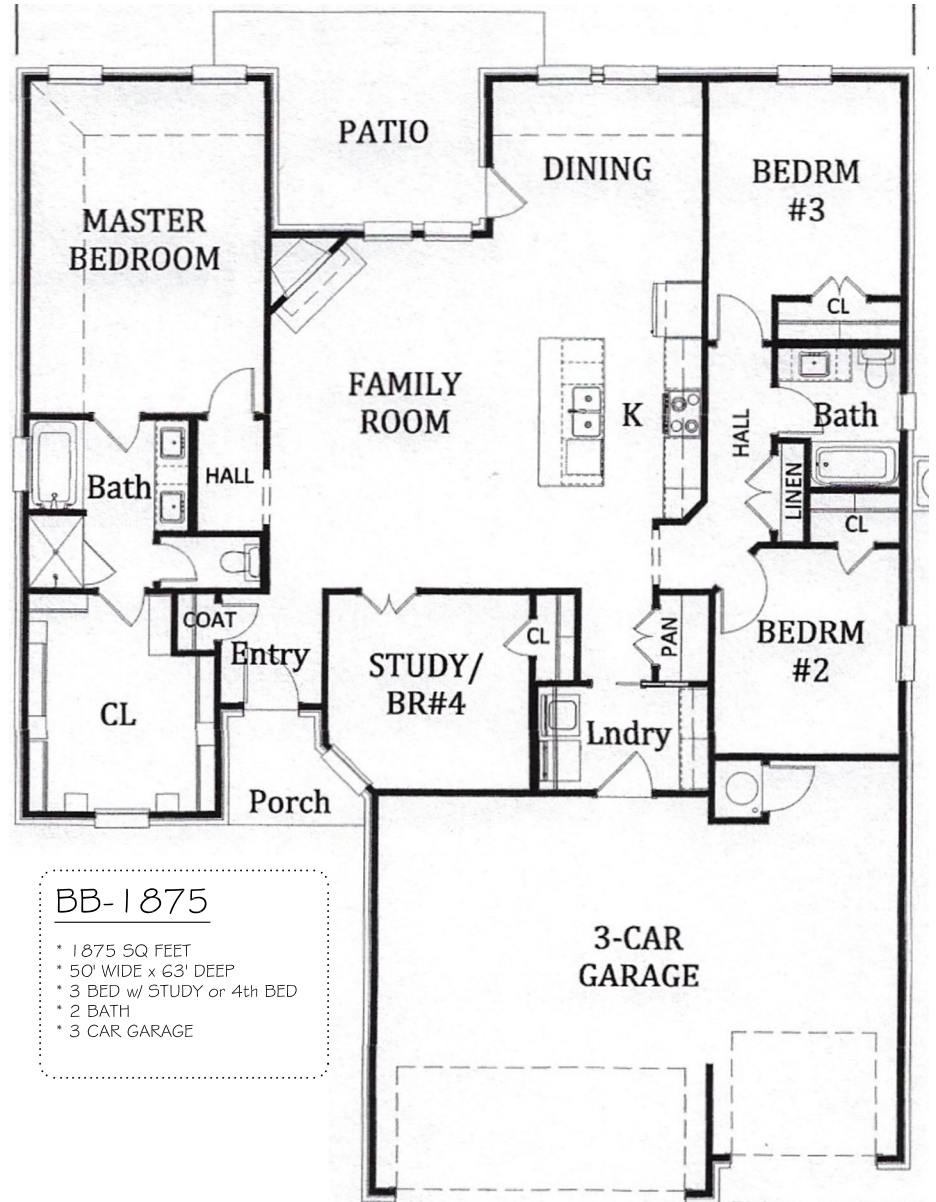 PATIO
DINING
BEDRM
#3
MASTER
BEDROOM
CL
FAMILY
ROOM
K
HALL
Bath
LINEN
CL
Bath
HALL
COAT
Entry
CL
STUDY/
BR#4
CL
PAN
BEDRM
#2
Lndry
Porch
3-CAR
GARAGE
BB-1875
* 1875 SQ FEET
* 50' WIDE x 63' DEEP
* 3 BED w/ STUDY or 4th BED
* 2 BATH
* 3 CAR GARAGE